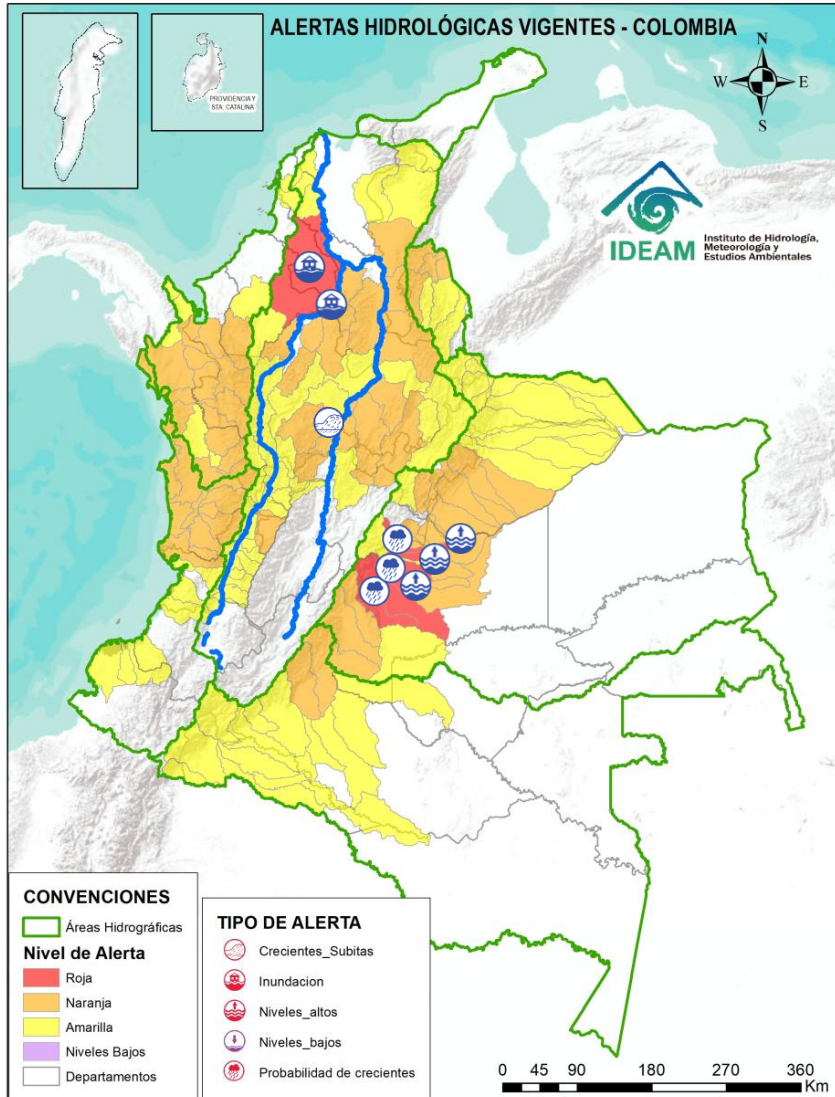 ALERTAS HIDROLÓGICAS VIGENTES - COLOMBIA
PROVIDENCIA Y
STA. CATALINA
N
W
E
S
IDEAM
Instituto de Hidrología,
Meteorología y
Estudios Ambientales
CONVENCIONES
Áreas Hidrográficas
Nivel de Alerta
Roja
Naranja
Amarilla
Niveles Bajos
Departamentos
TIPO DE ALERTA
Crecientes_Subitas
Inundacion
Niveles_altos
Niveles_bajos
Probabilidad de crecientes
0 45 90 180 270 360
Km